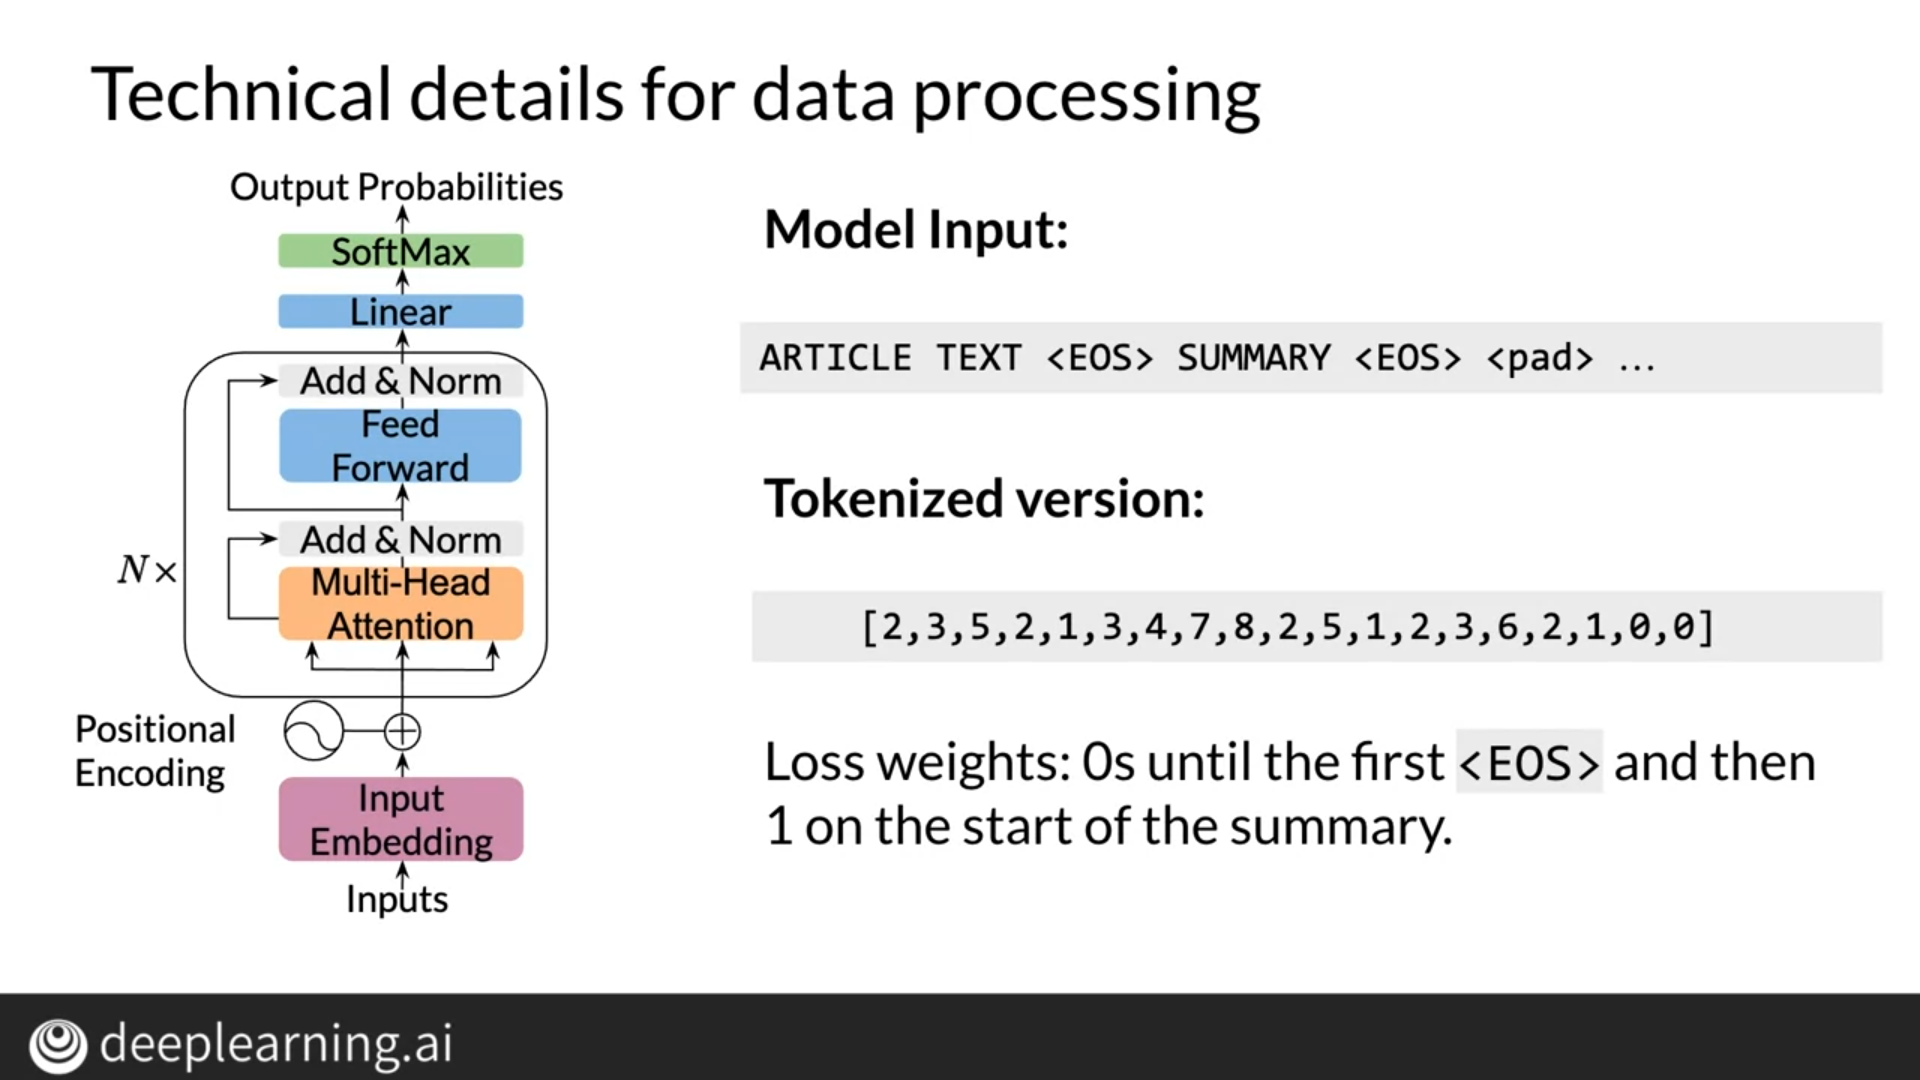 Technical details for data processing
Output Probabilities
SoftMax
Linear
Add & Norm
Feed
Forward
Add & Norm
Multi-Head
Attention
N×
Positional
Encoding
Input
Embedding
Inputs
Model Input:
ARTICLE TEXT <EOS> SUMMARY <EOS> <pad> …
Tokenized version:
[2,3,5,2,1,3,4,7,8,2,5,1,2,3,6,2,1,0,0]
Loss weights: 0s until the first <EOS> and then
1 on the start of the summary.
deeplearning.ai